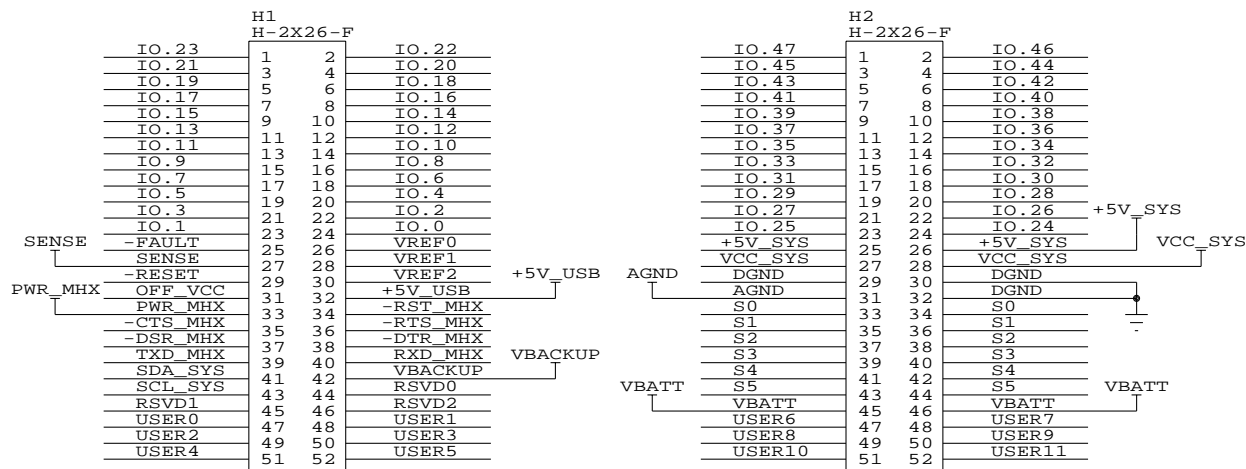 H1 H2
H-2X26-F H-2X26-F
IO.23 1 2 IO.22 IO.47 1 2 IO.46
IO.21 3 4 IO.20 IO.45 3 4 IO.44
IO.19 5 6 IO.18 IO.43 5 6 IO.42
IO.17 7 8 IO.16 IO.41 7 8 IO.40
IO.15 9 10 IO.14 IO.39 9 10 IO.38
IO.13 11 12 IO.12 IO.37 11 12 IO.36
IO.11 13 14 IO.10 IO.35 13 14 IO.34
IO.9 15 16 IO.8 IO.33 15 16 IO.32
IO.7 17 18 IO.6 IO.31 17 18 IO.30
IO.5 19 20 IO.4 IO.29 19 20 IO.28
IO.3 21 22 IO.2 IO.27 21 22 IO.26 +5V_SYS
IO.1 23 24 IO.0 IO.25 23 24 IO.24
SENSE -FAULT 25 26 VREF0 +5V_SYS 25 26 +5V_SYS VCC_SYS
SENSE 27 28 VREF1 VCC_SYS 27 28 VCC_SYS
-RESET 29 30 VREF2 +5V_USB AGND DGND 29 30 DGND
PWR_MHX OFF_VCC 31 32 +5V_USB AGND 31 32 DGND
PWR_MHX 33 34 -RST_MHX S0 33 34 S0
-CTS_MHX 35 36 -RTS_MHX S1 35 36 S1
-DSR_MHX 37 38 -DTR_MHX S2 37 38 S2
TXD_MHX 39 40 RXD_MHX VBACKUP S3 39 40 S3
SDA_SYS 41 42 VBACKUP S4 41 42 S4
SCL_SYS 43 44 RSVD0 VBATT S5 43 44 S5 VBATT
RSVD1 45 46 RSVD2 VBATT 45 46 VBATT
USER0 47 48 USER1 USER6 47 48 USER7
USER2 49 50 USER3 USER8 49 50 USER9
USER4 51 52 USER5 USER10 51 52 USER11